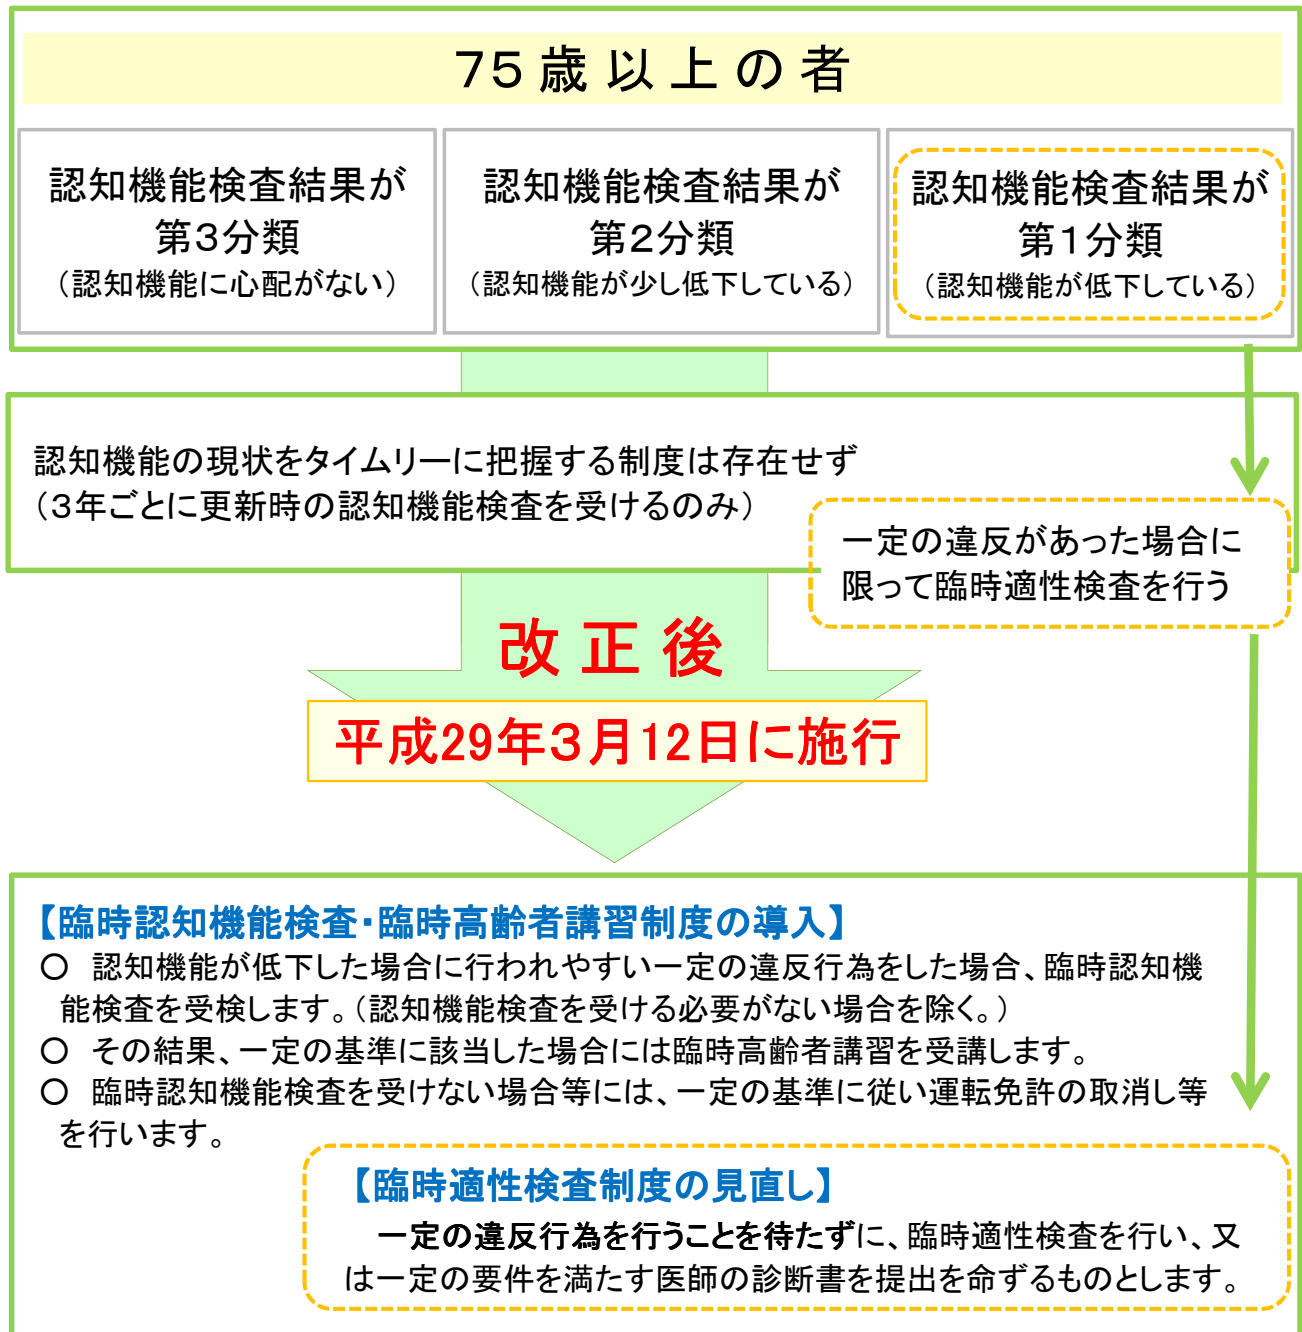 75歳以上の者
認知機能検査結果が
第3分類
（認知機能に心配がない）
認知機能検査結果が
第2分類
（認知機能が少し低下している）
認知機能検査結果が
第1分類
（認知機能が低下している）
認知機能の現状をタイムリーに把握する制度は存在せず
（3年ごとに更新時の認知機能検査を受けるのみ）
一定の違反があった場合に
限って臨時適性検査を行う
改正後
平成29年3月12日に施行
【臨時認知機能検査・臨時高齢者講習制度の導入】
○　認知機能が低下した場合に行われやすい一定の違反行為をした場合、臨時認知機
能検査を受検します。（認知機能検査を受ける必要がない場合を除く。）
○　その結果、一定の基準に該当した場合には臨時高齢者講習を受講します。
○　臨時認知機能検査を受けない場合等には、一定の基準に従い運転免許の取消し等
を行います。
【臨時適性検査制度の見直し】
一定の違反行為を行うことを待たずに、臨時適性検査を行い、又
は一定の要件を満たす医師の診断書を提出を命ずるものとします。